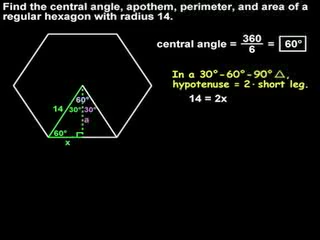 Find the central angle, apothem, perimeter, and area of a
regular hexagon with radius 14.
central angle = 360/6 = 60°
In a 30°-60°-90° △,
hypotenuse = 2·short leg.
14 = 2x
60°
14 30° 30°
a
60°
x